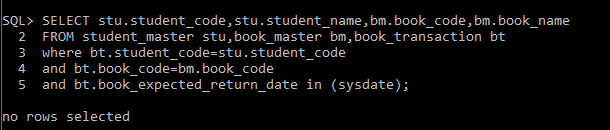 SQL> SELECT stu.student_code,stu.student_name,bm.book_code,bm.book_name
2 FROM student_master stu,book_master bm,book_transaction bt
3 where bt.student_code=stu.student_code
4 and bt.book_code=bm.book_code
5 and bt.book_expected_return_date in (sysdate);
no rows selected